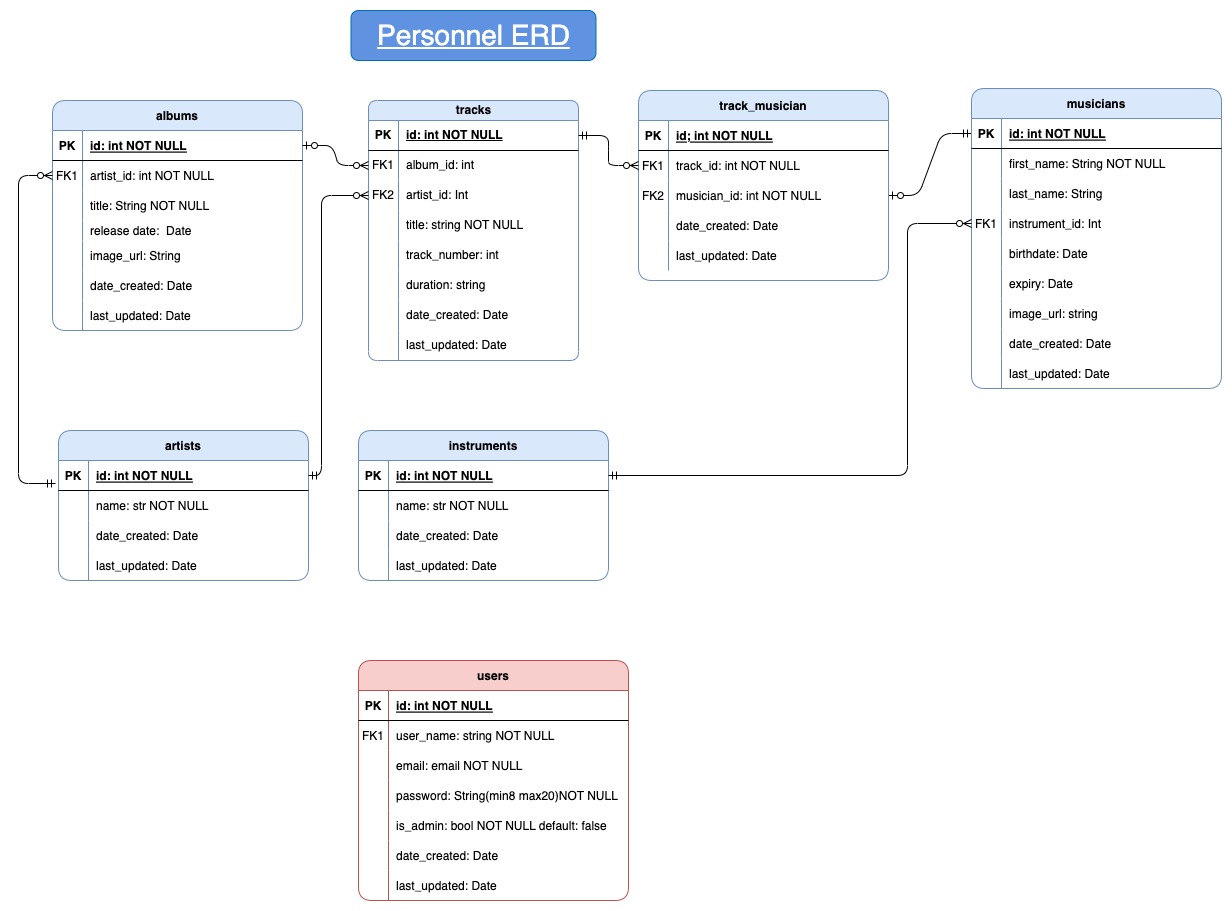 Personnel ERD
albums
PK id: int NOT NULL
FK1 artist_id: int NOT NULL
title: String NOT NULL
release date:  Date
image_url: String
date_created: Date
last_updated: Date
tracks
PK id: int NOT NULL
FK1 album_id: int
FK2 artist_id: Int
title: string NOT NULL
track_number: int
duration: string
date_created: Date
last_updated: Date
track_musician
PK id; int NOT NULL
FK1 track_id: int NOT NULL
FK2 musician_id: int NOT NULL
date_created: Date
last_updated: Date
musicians
PK id: int NOT NULL
first_name: String NOT NULL
last_name: String
FK1 instrument_id: Int
birthdate: Date
expiry: Date
image_url: string
date_created: Date
last_updated: Date
artists
PK id: int NOT NULL
name: str NOT NULL
date_created: Date
last_updated: Date
instruments
PK id: int NOT NULL
name: str NOT NULL
date_created: Date
last_updated: Date
users
PK id: int NOT NULL
FK1 user_name: string NOT NULL
email: email NOT NULL
password: String(min8 max20)NOT NULL
is_admin: bool NOT NULL default: false
date_created: Date
last_updated: Date